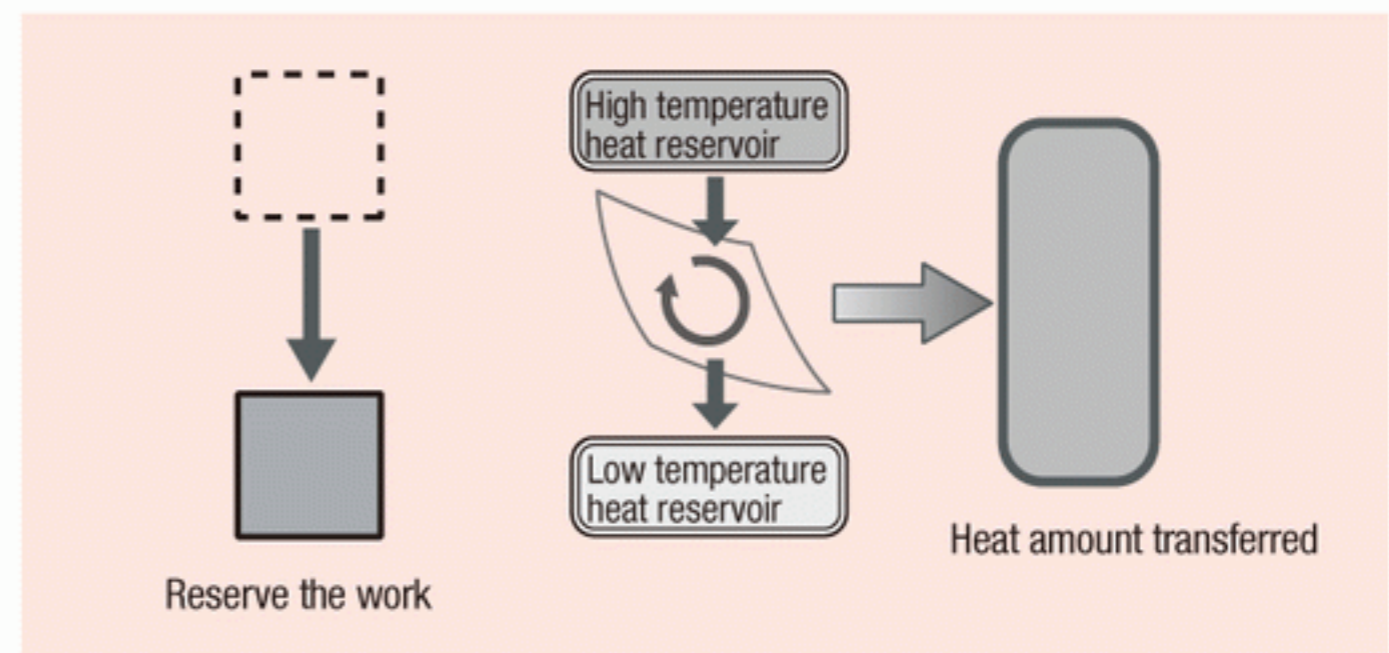 High temperature
heat reservoir
Low temperature
heat reservoir
Heat amount transferred
Reserve the work